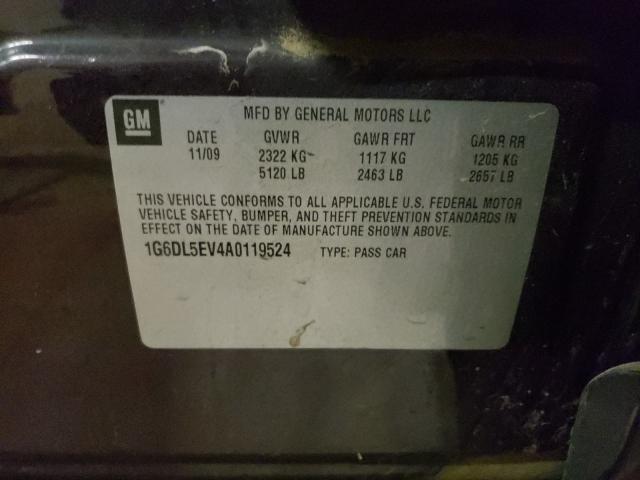 GM
MFD BY GENERAL MOTORS LLC
DATE GVWR GAWR FRT GAWR RR
11/09 2322 KG 1117 KG 1205 KG
5120 LB 2463 LB 2657 LB
THIS VEHICLE CONFORMS TO ALL APPLICABLE U.S. FEDERAL MOTOR
VEHICLE SAFETY, BUMPER, AND THEFT PREVENTION STANDARDS IN
EFFECT ON THE DATE OF MANUFACTURE SHOWN ABOVE.
1G6DL5EV4A0119524 TYPE: PASS CAR